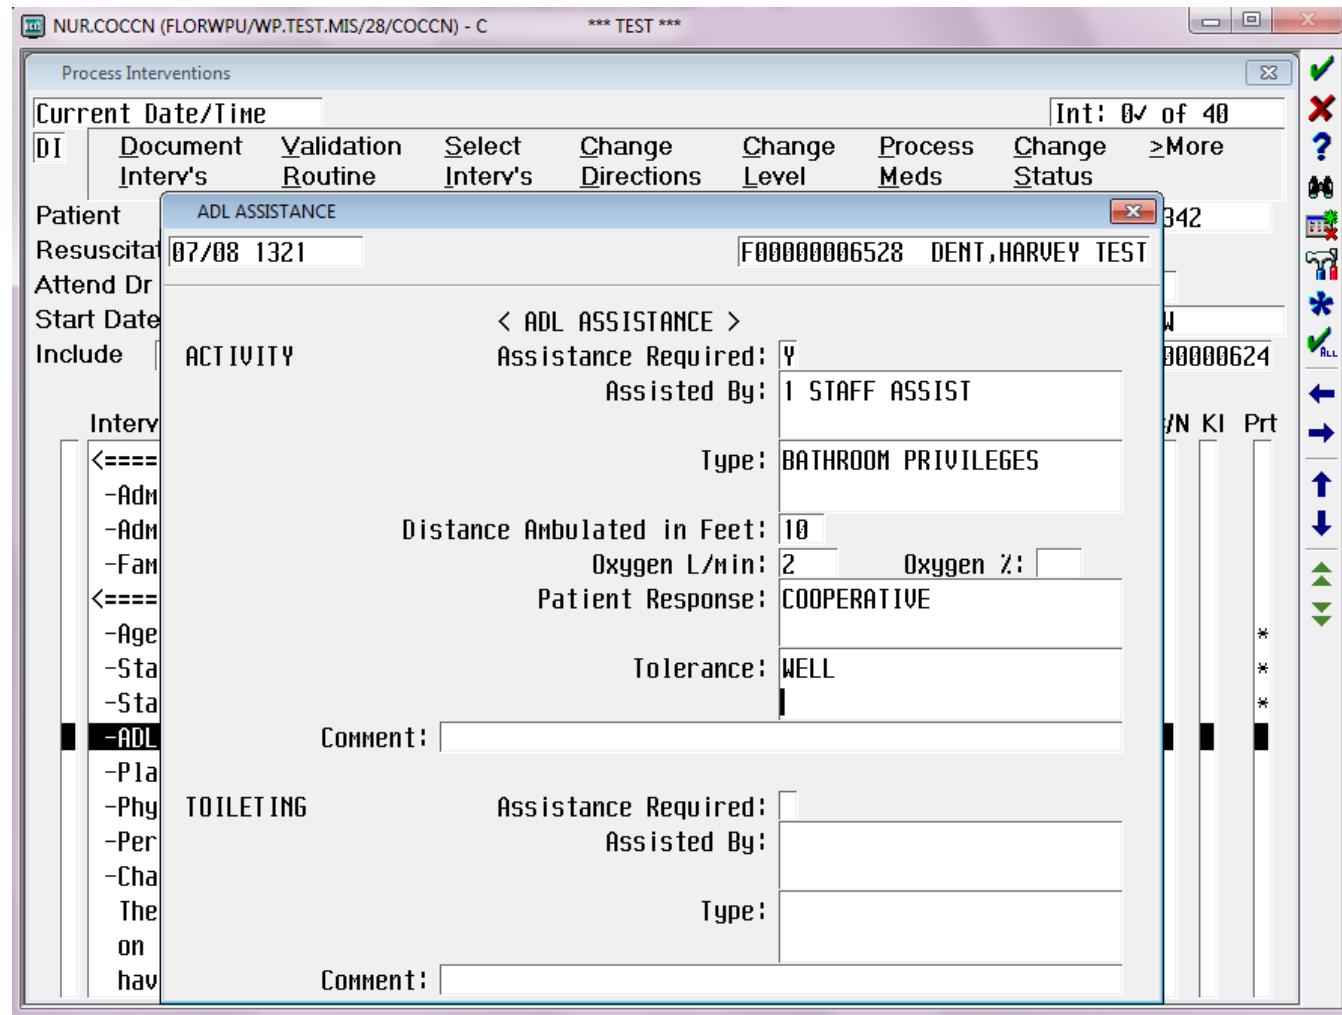 NUR.COCCN (FLORWPU/WP.TEST.MIS/28/COCCN) - C *** TEST ***
Process Interventions
Current Date/Time Int: 0✓ of 40
DI Document Interv's Validation Routine Select Interv's Change Directions Change Level Process Meds Change Status >More
Patient 342
Resuscitat
Attend Dr
Start Date W
Include 00000624
Interv /N KI Prt
<====
-Adm
-Adm
-Fam
<====
-Age *
-Sta *
-Sta *
-ADL
-Pla
-Phy
-Per
-Cha
The
on
hav
ADL ASSISTANCE
07/08 1321 F00000006528 DENT,HARVEY TEST
< ADL ASSISTANCE >
ACTIVITY Assistance Required: Y
Assisted By: 1 STAFF ASSIST
Type: BATHROOM PRIVILEGES
Distance Ambulated in Feet: 10
Oxygen L/min: 2 Oxygen %:
Patient Response: COOPERATIVE
Tolerance: WELL
Comment:
TOILETING Assistance Required:
Assisted By:
Type:
Comment:
ALL